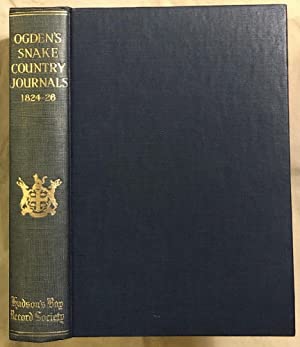 OGDEN'S
SNAKE
COUNTRY
JOURNALS
1824-26
Hudson's Bay
Record Society